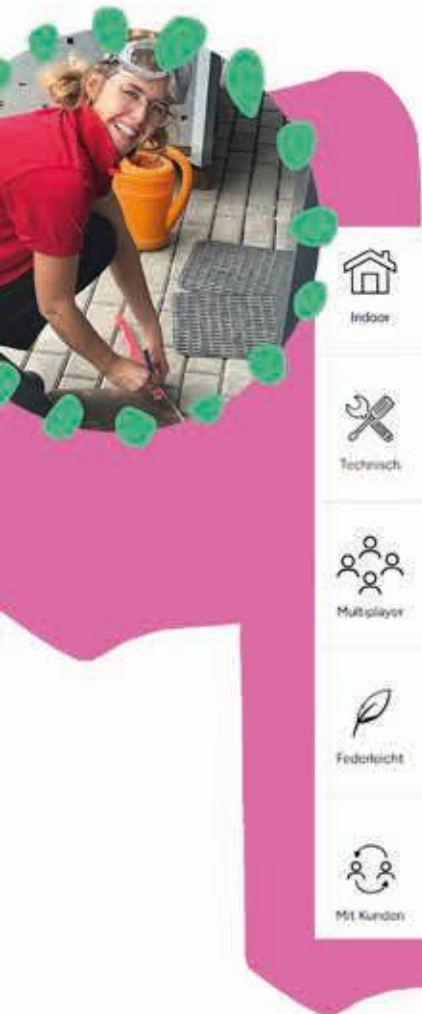 Indoor
Technisch
Multiplayer
Federleicht
Mit Kunden